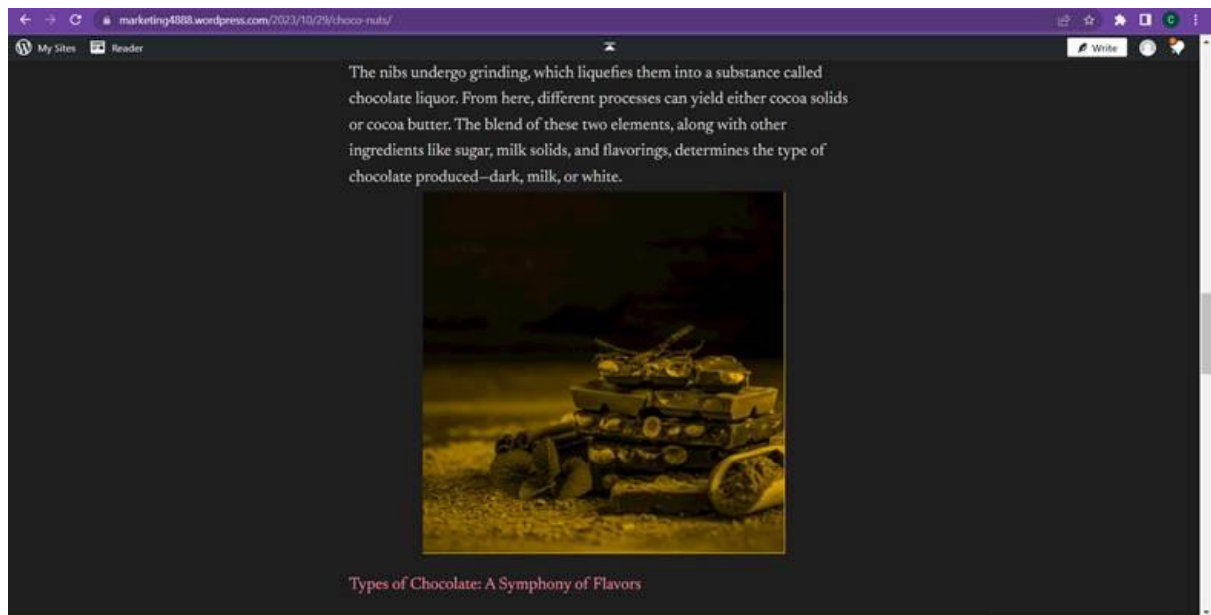 marketing4888.wordpress.com/2023/10/29/choco-nuts/
My Sites Reader Write
The nibs undergo grinding, which liquefies them into a substance called
chocolate liquor. From here, different processes can yield either cocoa solids
or cocoa butter. The blend of these two elements, along with other
ingredients like sugar, milk solids, and flavorings, determines the type of
chocolate produced—dark, milk, or white.
Types of Chocolate: A Symphony of Flavors